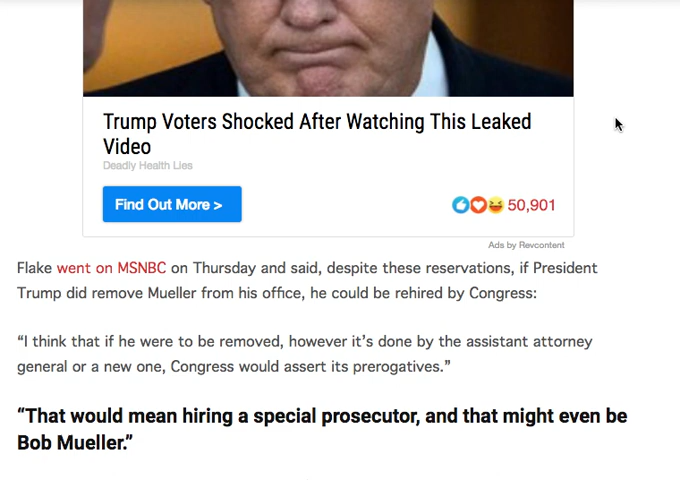 Trump Voters Shocked After Watching This Leaked
Video
Deadly Health Lies
Find Out More >
50,901
Ads by Revcontent
Flake went on MSNBC on Thursday and said, despite these reservations, if President
Trump did remove Mueller from his office, he could be rehired by Congress:
“I think that if he were to be removed, however it’s done by the assistant attorney
general or a new one, Congress would assert its prerogatives.”
“That would mean hiring a special prosecutor, and that might even be
Bob Mueller.”